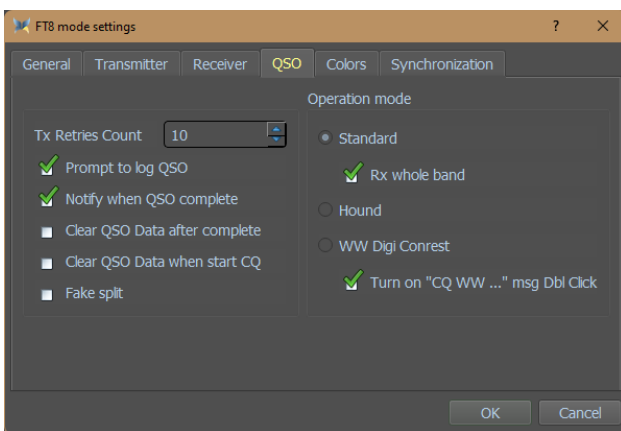 FT8 mode settings
General Transmitter Receiver QSO Colors Synchronization
Operation mode
Tx Retries Count 10
Standard
Prompt to log QSO
Rx whole band
Notify when QSO complete
Hound
Clear QSO Data after complete
WW Digi Conrest
Clear QSO Data when start CQ
Turn on "CQ WW ..." msg Dbl Click
Fake split
OK Cancel